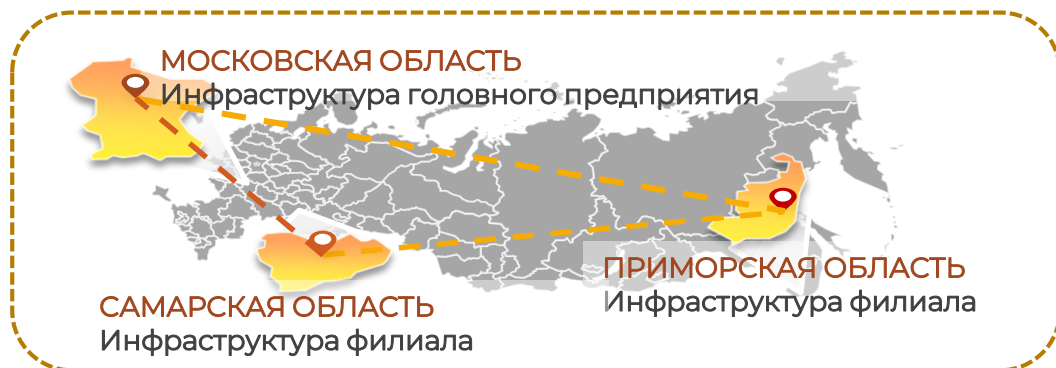 МОСКОВСКАЯ ОБЛАСТЬ
Инфраструктура головного предприятия
ПРИМОРСКАЯ ОБЛАСТЬ
Инфраструктура филиала
САМАРСКАЯ ОБЛАСТЬ
Инфраструктура филиала